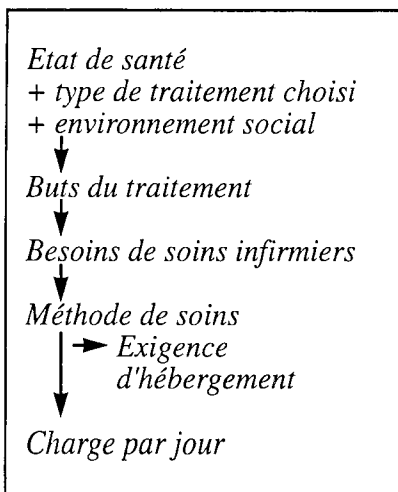 Etat de santé
+ type de traitement choisi
+ environnement social
Buts du traitement
Besoins de soins infirmiers
Méthode de soins
Exigence
d'hébergement
Charge par jour